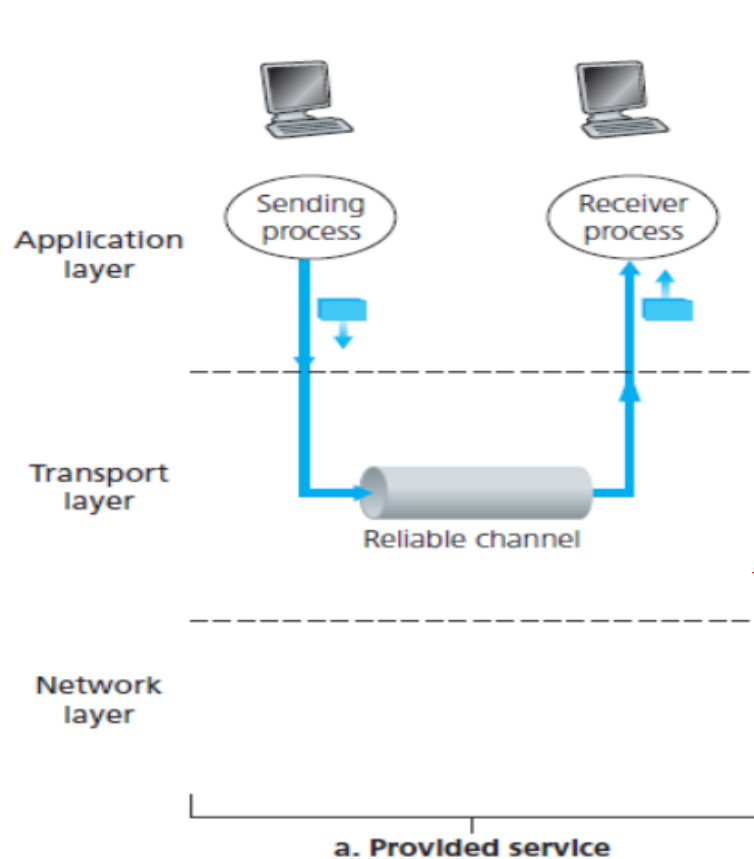 Sending
process
Receiver
process
Application
layer
Transport
layer
Reliable channel
Network
layer
a. Provided service